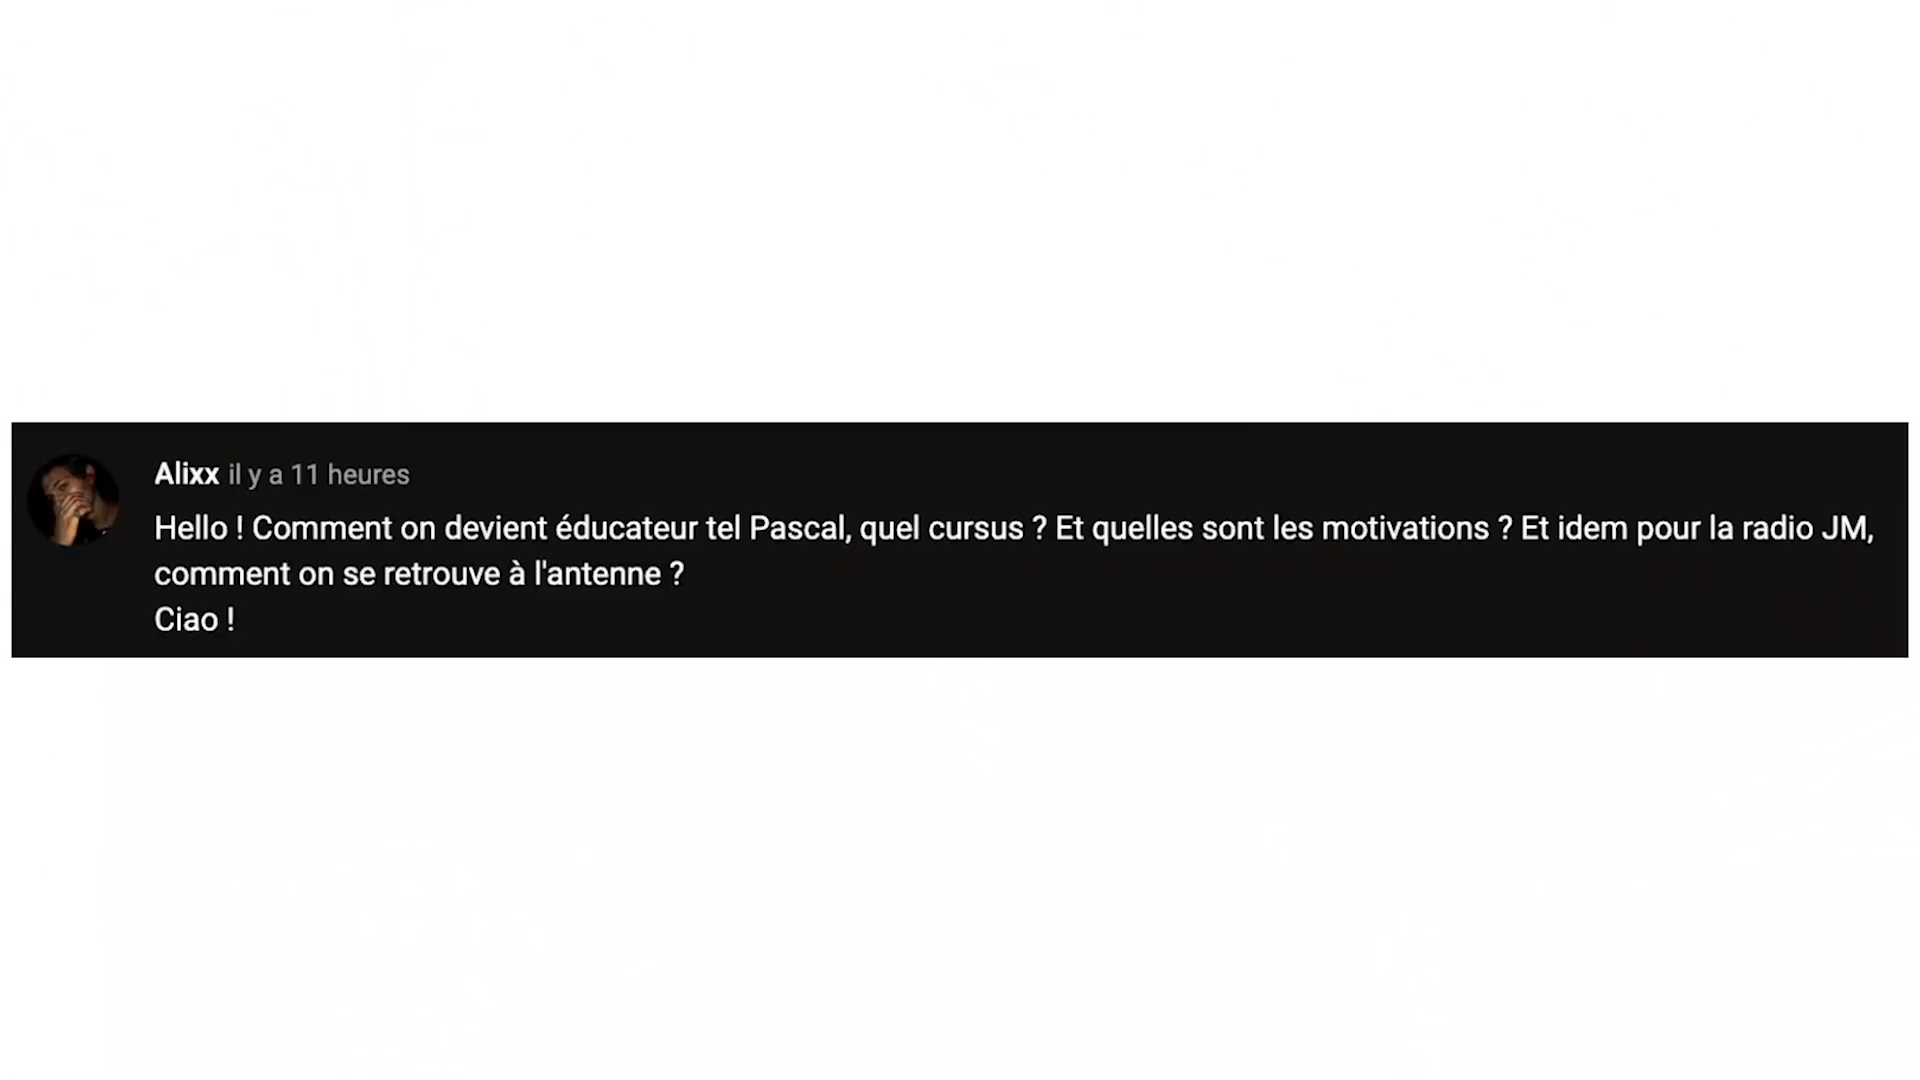 Alixx il y a 11 heures
Hello ! Comment on devient éducateur tel Pascal, quel cursus ? Et quelles sont les motivations ? Et idem pour la radio JM,
comment on se retrouve à l'antenne ?
Ciao !